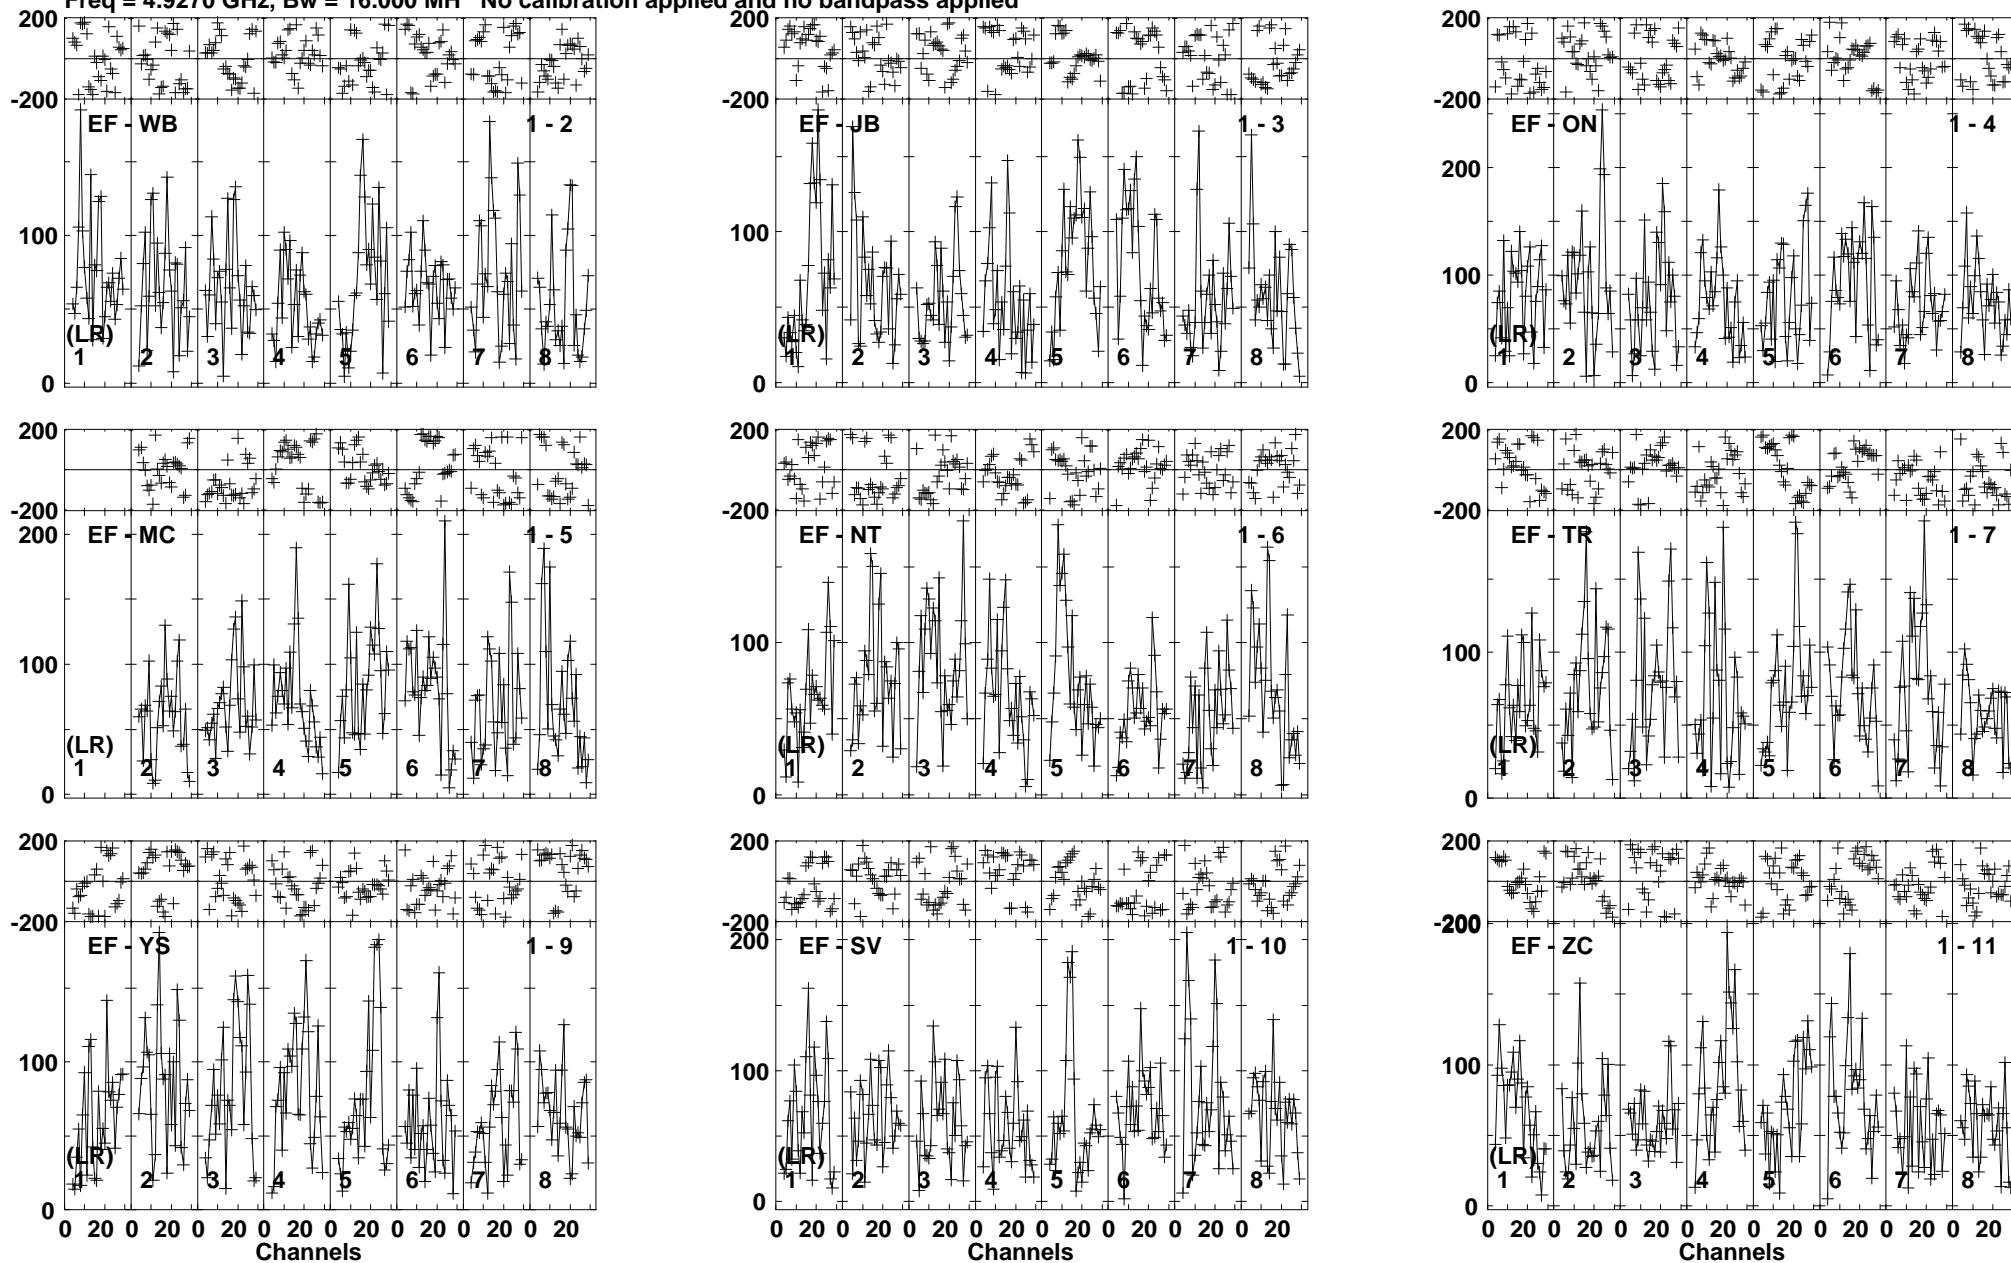 Freq = 4.9270 GHz, Bw = 16.000 MH No calibration applied and no bandpass applied
200 200 200
-200 -200 -200
EF - WB 1 - 2 EF - JB 1 - 3 EF - ON 1 - 4
200
100 100 100
(LR) (LR) (LR)
1 2 3 4 5 6 7 8 1 2 3 4 5 6 7 8 1 2 3 4 5 6 7 8
0 0 0
200 200 200
-200 -200 -200
EF - MC 1 - 5 EF - NT 1 - 6 EF - TR 1 - 7
200
100 100 100
(LR) (LR) (LR)
1 2 3 4 5 6 7 8 1 2 3 4 5 6 7 8 1 2 3 4 5 6 7 8
0 0 0
200 200 200
-200 -200 -200
EF - YS 1 - 9 EF - SV 1 - 10 EF - ZC 1 - 11
200 200
100 100 100
(LR) (LR) (LR)
1 2 3 4 5 6 7 8 1 2 3 4 5 6 7 8 1 2 3 4 5 6 7 8
0 0 0
0 20 0 20 0 20 0 20 0 20 0 20 0 20 0 20 0 20 0 20 0 20 0 20 0 20 0 20 0 20 0 20 0 20 0 20 0 20 0 20 0 20 0 20 0 20 0 20
Channels Channels Channels